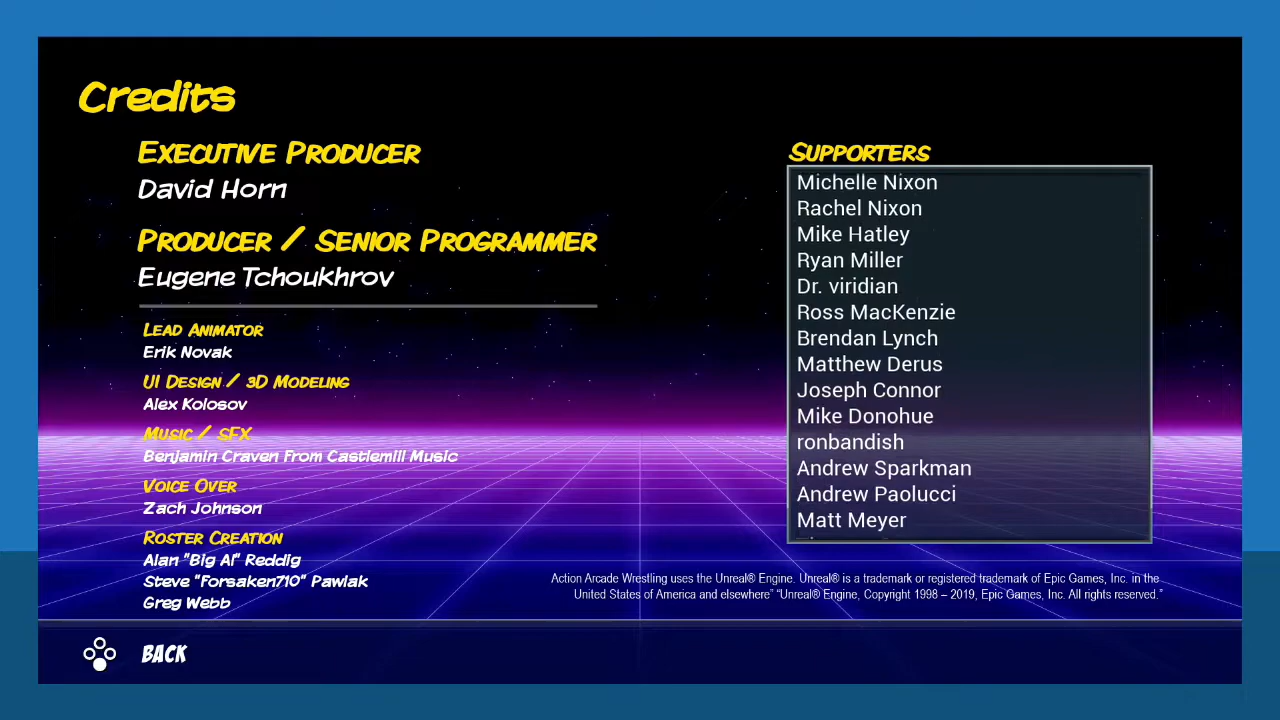 Credits
Executive Producer
David Horn
Producer / Senior Programmer
Eugene Tchoukhrov
Lead Animator
Erik Novak
UI Design / 3D Modeling
Alex Kolosov
Music / SFX
Benjamin Craven From Castlemill Music
Voice Over
Zach Johnson
Roster Creation
Alan "Big Al" Reddig
Steve "Forsaken710" Pawlak
Greg Webb
Supporters
Michelle Nixon
Rachel Nixon
Mike Hatley
Ryan Miller
Dr. viridian
Ross MacKenzie
Brendan Lynch
Matthew Derus
Joseph Connor
Mike Donohue
ronbandish
Andrew Sparkman
Andrew Paolucci
Matt Meyer
Action Arcade Wrestling uses the Unreal® Engine. Unreal® is a trademark or registered trademark of Epic Games, Inc. in the
United States of America and elsewhere” “Unreal® Engine, Copyright 1998 – 2019, Epic Games, Inc. All rights reserved.”
BACK